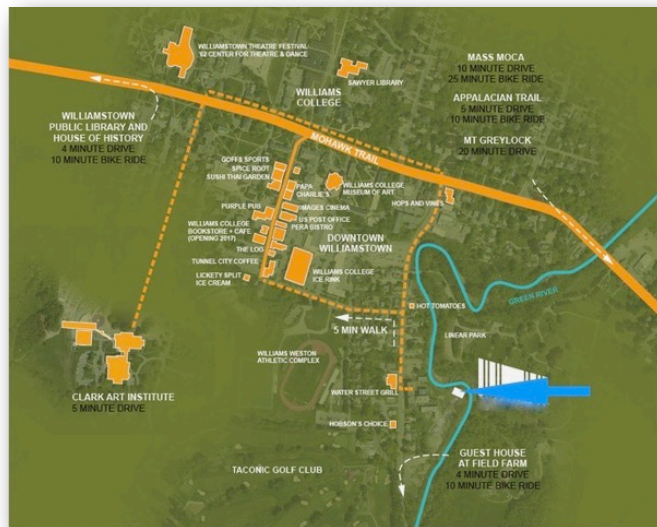 WILLIAMSTOWN THEATRE FESTIVAL
'62 CENTER FOR THEATRE & DANCE
SAWYER LIBRARY
WILLIAMS
COLLEGE
MASS MOCA
10 MINUTE DRIVE
25 MINUTE BIKE RIDE
APPALACIAN TRAIL
5 MINUTE DRIVE
10 MINUTE BIKE RIDE
MT GREYLOCK
20 MINUTE DRIVE
WILLIAMSTOWN
PUBLIC LIBRARY AND
HOUSE OF HISTORY
4 MINUTE DRIVE
10 MINUTE BIKE RIDE
MOHAWK TRAIL
GOFFS SPORTS
SPICE ROOT
SUSHI THAI GARDEN
PAPA
CHARLIE'S
WILLIAMS COLLEGE
MUSEUM OF ART
HOPS AND VINES
PURPLE PUB
IMAGES CINEMA
US POST OFFICE
PERA BISTRO
WILLIAMS COLLEGE
BOOKSTORE + CAFE
(OPENING 2017)
THE LOG
DOWNTOWN
WILLIAMSTOWN
TUNNEL CITY COFFEE
WILLIAMS COLLEGE
ICE RINK
LICKETY SPLIT
ICE CREAM
GREEN RIVER
HOT TOMATOES
5 MIN WALK
LINEAR PARK
WILLIAMS WESTON
ATHLETIC COMPLEX
CLARK ART INSTITUTE
5 MINUTE DRIVE
WATER STREET GRILL
HOBSON'S CHOICE
GUEST HOUSE
AT FIELD FARM
4 MINUTE DRIVE
10 MINUTE BIKE RIDE
TACONIC GOLF CLUB